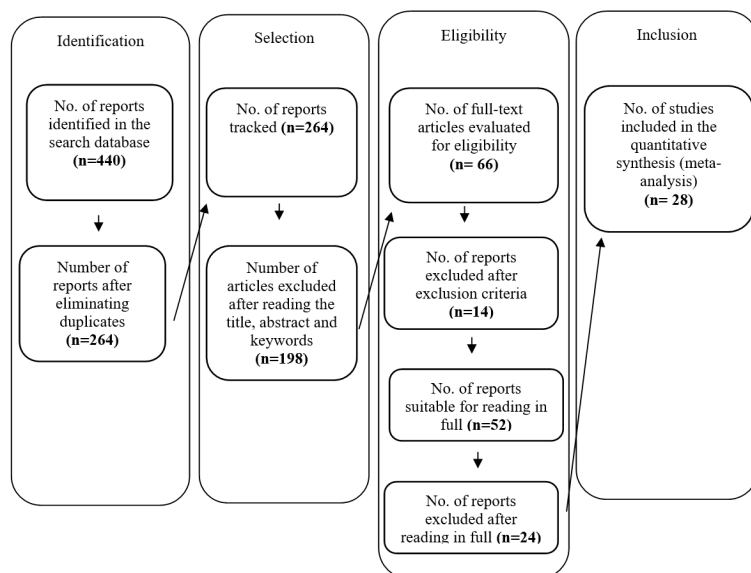 Identification
No. of reports
identified in the
search database
(n=440)
Number of
reports after
eliminating
duplicates
(n=264)
Selection
No. of reports
tracked (n=264)
Number of
articles excluded
after reading the
title, abstract and
keywords
(n=198)
Eligibility
No. of full-text
articles evaluated
for eligibility
(n= 66)
No. of reports
excluded after
exclusion criteria
(n=14)
No. of reports
suitable for reading in
full (n=52)
No. of reports
excluded after
reading in full (n=24)
Inclusion
No. of studies
included in the
quantitative
synthesis (meta-
analysis)
(n= 28)